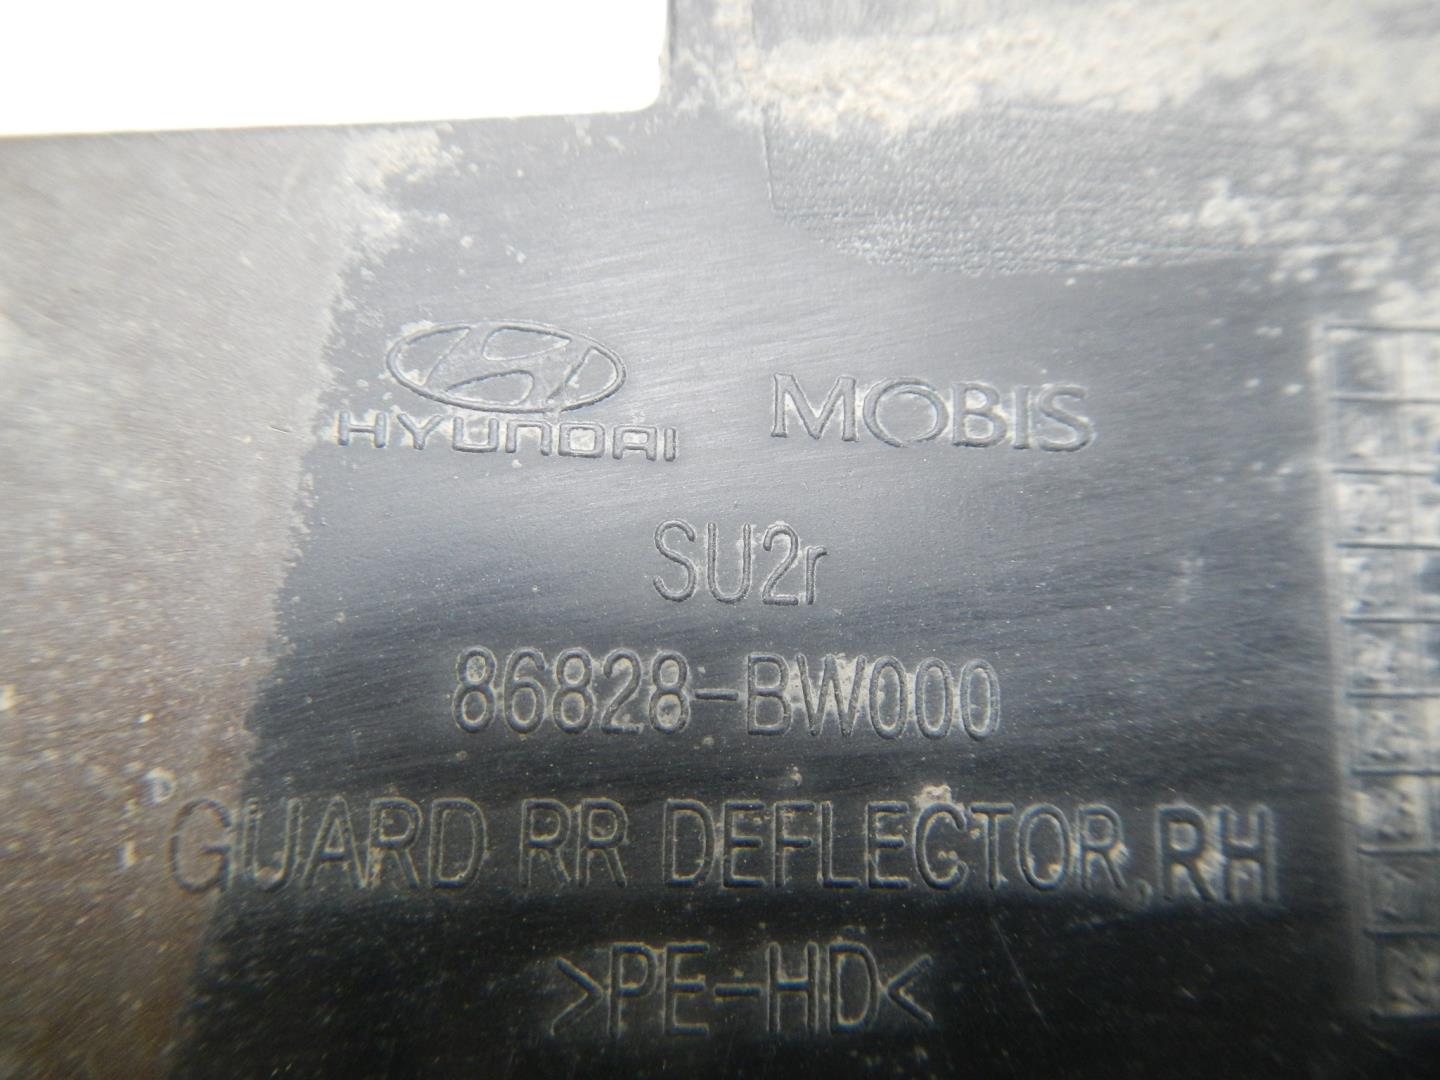 HYUNDAI MOBIS
SU2r
86828-BW000
GUARD RR DEFLECTOR,RH
>PE-HD<